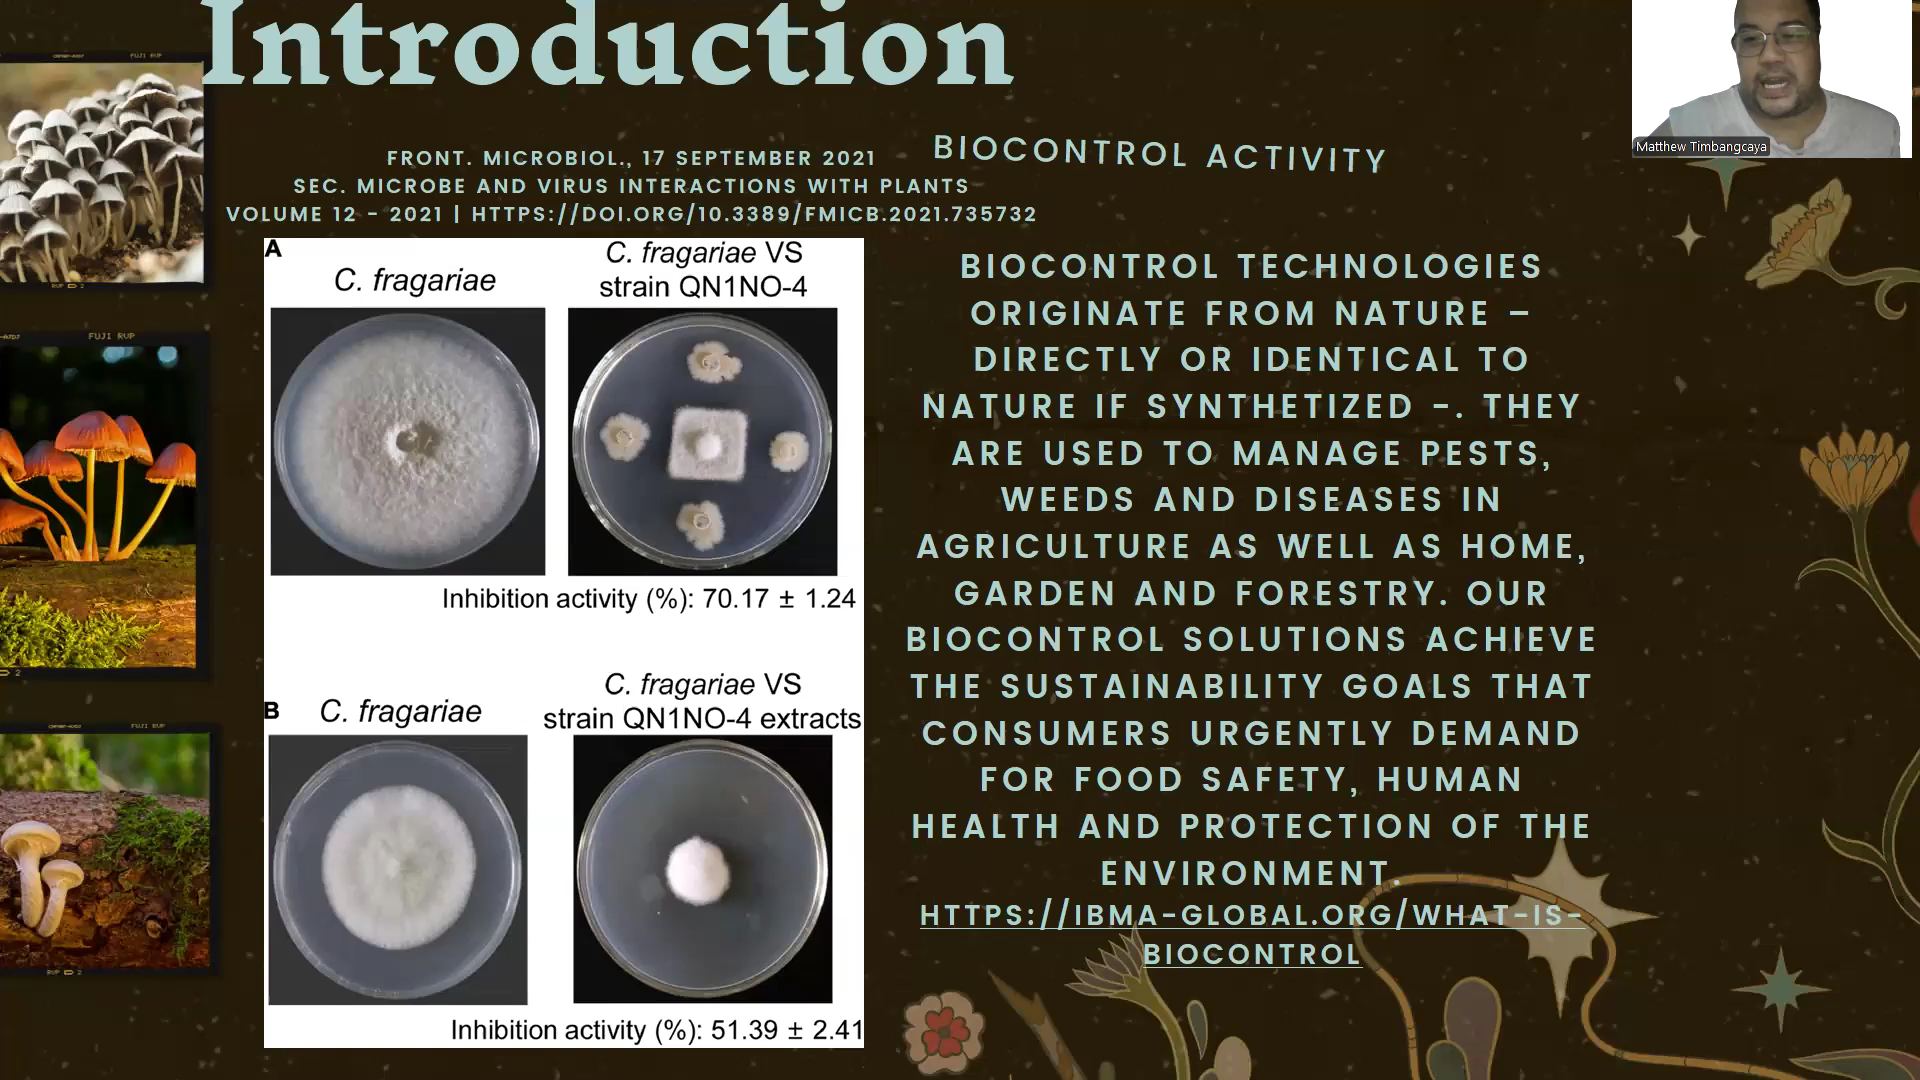 Introduction
FRONT. MICROBIOL., 17 SEPTEMBER 2021
SEC. MICROBE AND VIRUS INTERACTIONS WITH PLANTS
VOLUME 12 - 2021 | HTTPS://DOI.ORG/10.3389/FMICB.2021.735732
A
C. fragariae
C. fragariae VS
strain QN1NO-4
Inhibition activity (%): 70.17 ± 1.24
B
C. fragariae
C. fragariae VS
strain QN1NO-4 extracts
Inhibition activity (%): 51.39 ± 2.41
BIOCONTROL ACTIVITY
BIOCONTROL TECHNOLOGIES
ORIGINATE FROM NATURE –
DIRECTLY OR IDENTICAL TO
NATURE IF SYNTHETIZED -. THEY
ARE USED TO MANAGE PESTS,
WEEDS AND DISEASES IN
AGRICULTURE AS WELL AS HOME,
GARDEN AND FORESTRY. OUR
BIOCONTROL SOLUTIONS ACHIEVE
THE SUSTAINABILITY GOALS THAT
CONSUMERS URGENTLY DEMAND
FOR FOOD SAFETY, HUMAN
HEALTH AND PROTECTION OF THE
ENVIRONMENT.
HTTPS://IBMA-GLOBAL.ORG/WHAT-IS-
BIOCONTROL
Matthew Timbangcaya
FUJI RVP
FUJI RVP
FUJI RVP